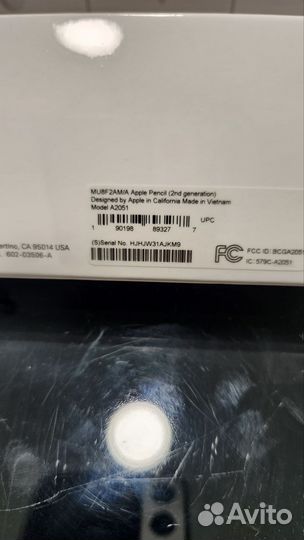 MU8F2AM/A Apple Pencil (2nd generation)
Designed by Apple in California Made in Vietnam
Model A2051
UPC
1 90198 89327 7
ertino, CA 95014 USA
602-03506-A
(S)Serial No. HJHJW31AJKM9
FC
FCC ID: BCGA2051
IC: 579C-A2051
Avito